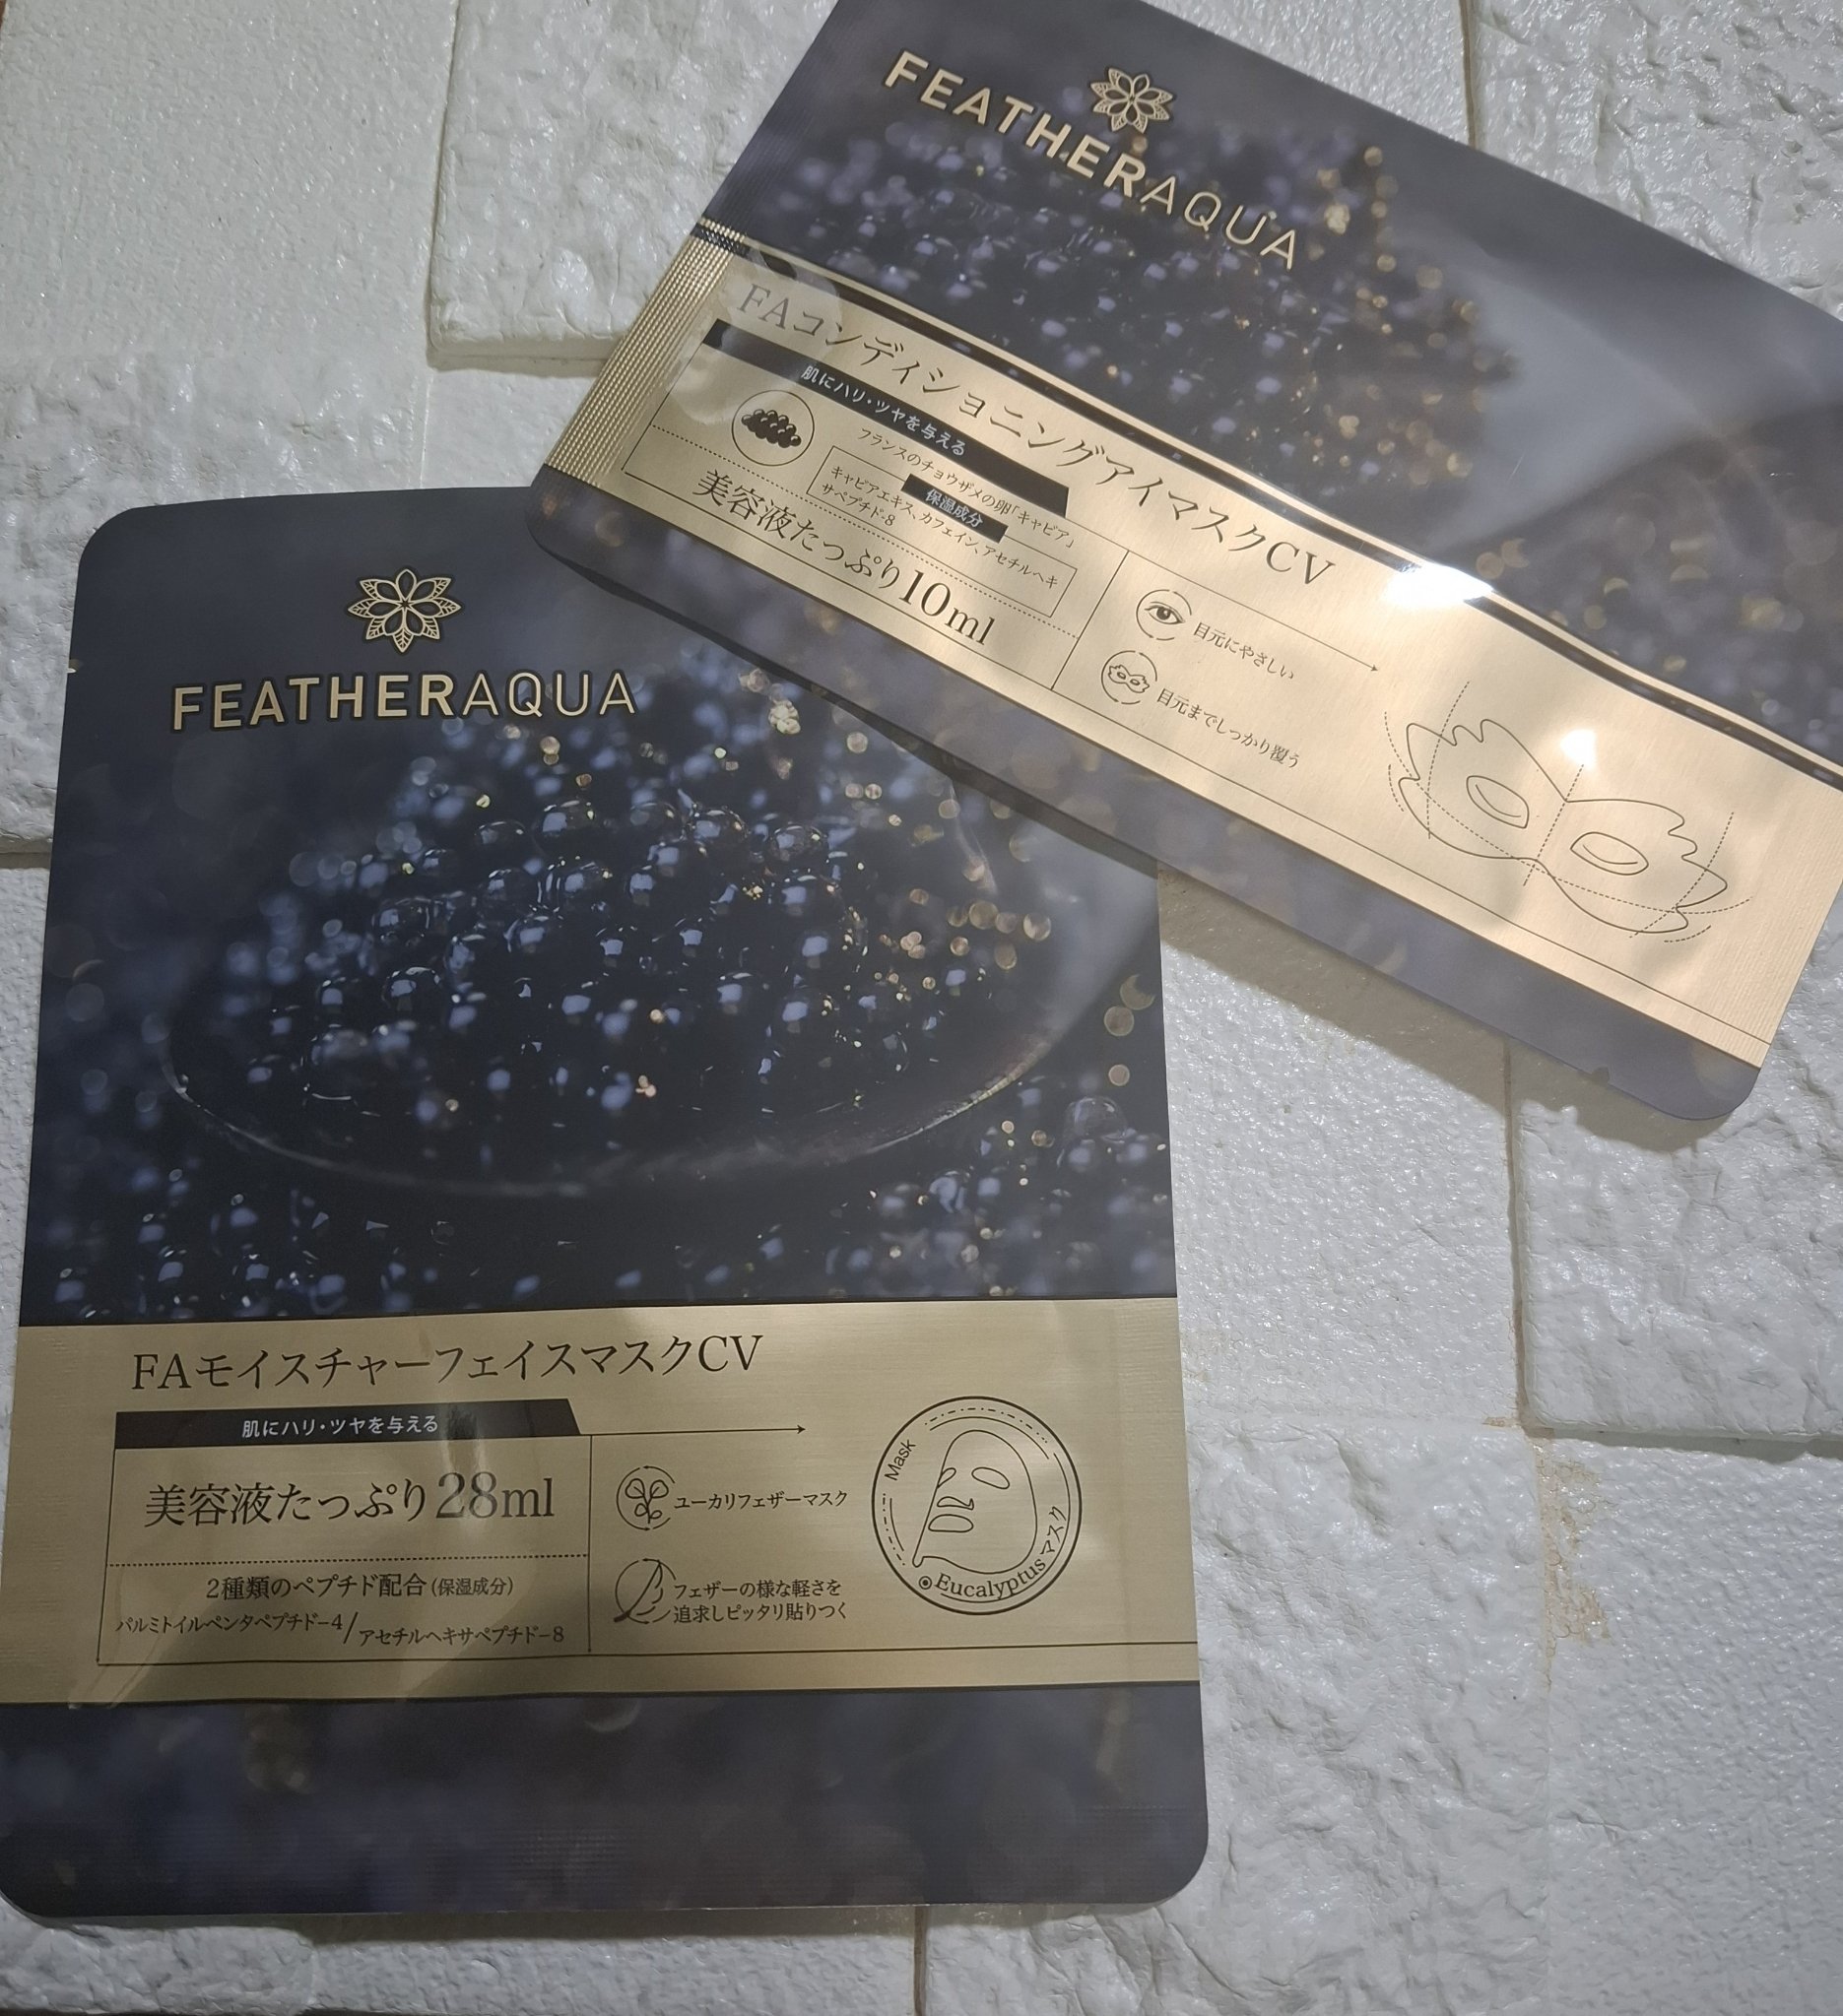 FEATHERAQUA
FAコンディショニングアイマスクCV
肌にハリ・ツヤを与える
フランスのチョウザメの卵「キャビア」
保湿成分
キャビアエキス、カフェイン、アセチルヘキ
サペプチド-8
美容液たっぷり10ml
目元にやさしい
目元までしっかり覆う
FEATHERAQUA
FAモイスチャーフェイスマスクCV
肌にハリ・ツヤを与える
美容液たっぷり28ml
2種類のペプチド配合(保湿成分)
パルミトイルペンタペプチド-4/アセチルヘキサペプチド-8
ユーカリフェザーマスク
フェザーの様な軽さを
追求しピッタリ貼りつく
Mask
Eucalyptusマスク